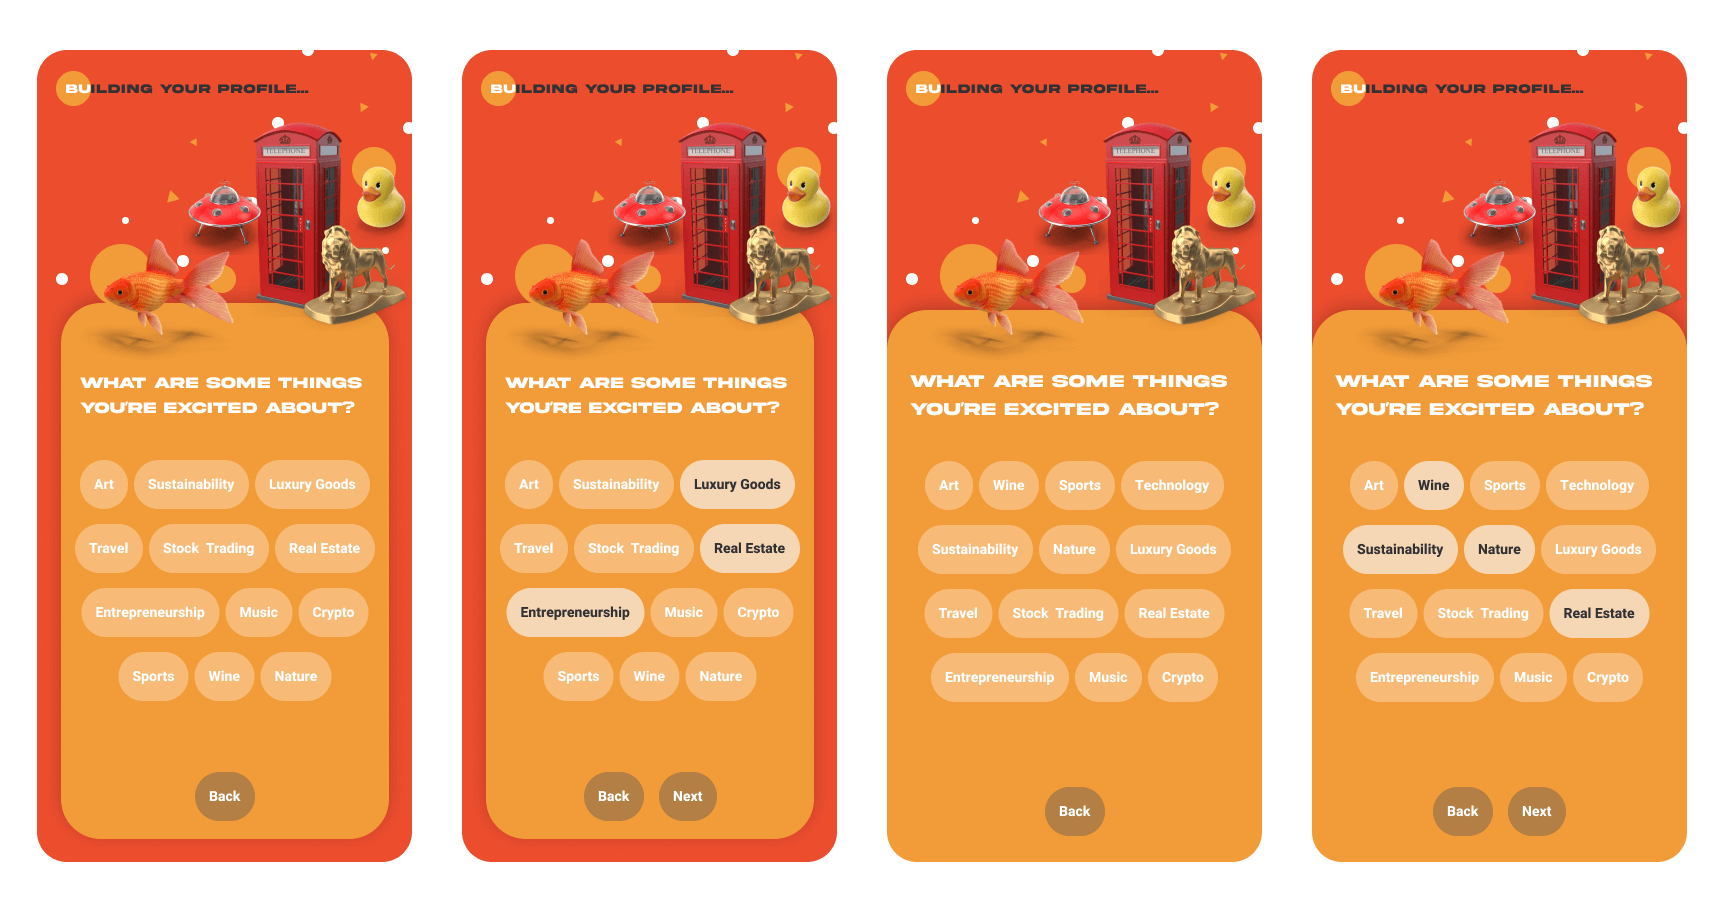 BUILDING YOUR PROFILE...
TELEPHONE
WHAT ARE SOME THINGS
YOU'RE EXCITED ABOUT?
Art Sustainability Luxury Goods
Travel Stock Trading Real Estate
Entrepreneurship Music Crypto
Sports Wine Nature
Back
BUILDING YOUR PROFILE...
TELEPHONE
WHAT ARE SOME THINGS
YOU'RE EXCITED ABOUT?
Art Sustainability Luxury Goods
Travel Stock Trading Real Estate
Entrepreneurship Music Crypto
Sports Wine Nature
Back Next
BUILDING YOUR PROFILE...
TELEPHONE
WHAT ARE SOME THINGS
YOU'RE EXCITED ABOUT?
Art Wine Sports Technology
Sustainability Nature Luxury Goods
Travel Stock Trading Real Estate
Entrepreneurship Music Crypto
Back
BUILDING YOUR PROFILE...
TELEPHONE
WHAT ARE SOME THINGS
YOU'RE EXCITED ABOUT?
Art Wine Sports Technology
Sustainability Nature Luxury Goods
Travel Stock Trading Real Estate
Entrepreneurship Music Crypto
Back Next